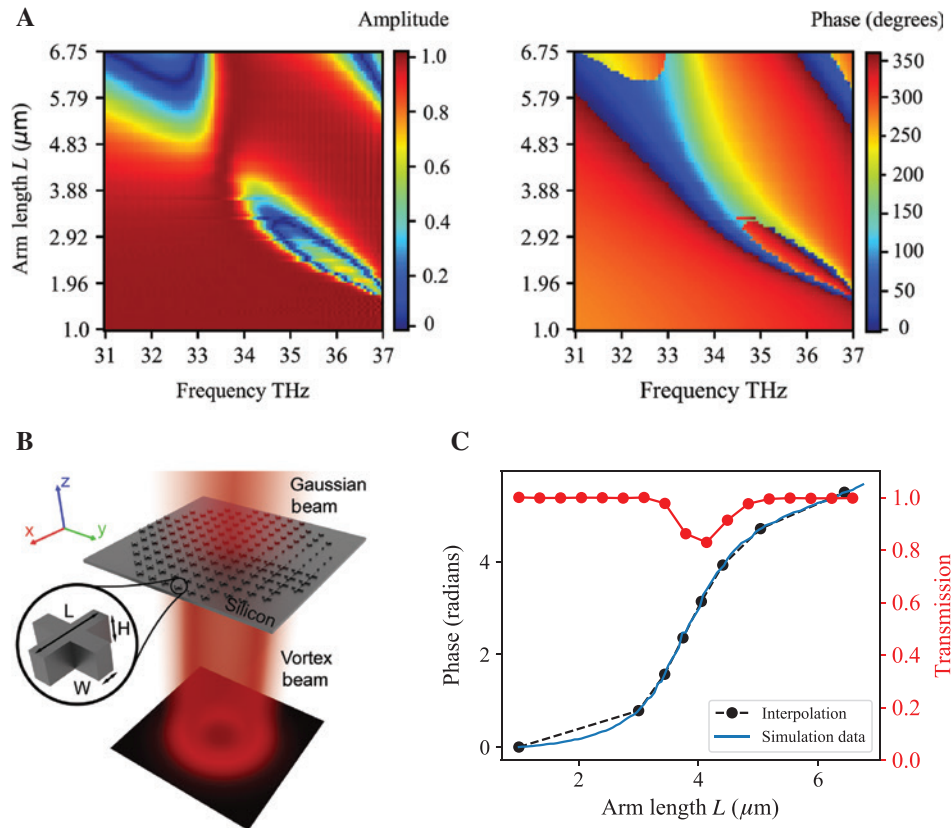 A
Amplitude
Phase (degrees)
6.75
5.79
4.83
3.88
2.92
1.96
1.0
Arm length L (μm)
31 32 33 34 35 36 37
Frequency THz
1.0
0.8
0.6
0.4
0.2
0
6.75
5.79
4.83
3.88
2.92
1.96
1.0
31 32 33 34 35 36 37
Frequency THz
350
300
250
200
150
100
50
0
B
z
x
y
Gaussian
beam
Silicon
L
H
W
Vortex
beam
C
Phase (radians)
4
2
0
2 4 6
Arm length L (μm)
1.0
0.8
0.6
0.4
0.2
0.0
Transmission
Interpolation
Simulation data